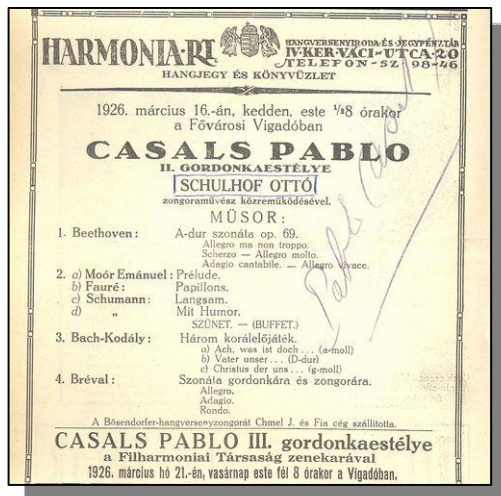 HARMONIA·RT
HANGVERSENYIRODA·ÉS·JEGYPÉNZTÁR
IV·KER·VÁCI-UTCA·20
TELEFON-SZ· 98-46
HANGJEGY ÉS KÖNYVÜZLET
1926. március 16.-án, kedden, este ½8 órakor
a Fővárosi Vigadóban
CASALS PABLO
II. GORDONKAESTÉLYE
SCHULHOF OTTÓ
zongoraművész közreműködésével.
MŰSOR:
1. Beethoven: A-dur szonáta op. 69.
Allegro ma non troppo.
Scherzo — Allegro molto.
Adagio cantabile. — Allegro vivace.
2. a) Moór Emánuel: Prélude.
b) Fauré: Papillons.
c) Schumann: Langsam.
d) „ Mit Humor.
SZÜNET. — (BUFFET.)
3. Bach-Kodály: Három korálelőjáték.
a) Ach, was ist doch... (a-moll)
b) Vater unser... (D-dur)
c) Christus der uns... (g-moll)
4. Bréval: Szonáta gordonkára és zongorára.
Allegro.
Adagio.
Rondo.
A Bösendorfer-hangversenyzongorát Chmel J. és Fia cég szállította.
CASALS PABLO III. gordonkaestélye
a Filharmoniai Társaság zenekarával
1926. március hó 21.-én, vasárnap este fél 8 órakor a Vigadóban.
Pablo Casals